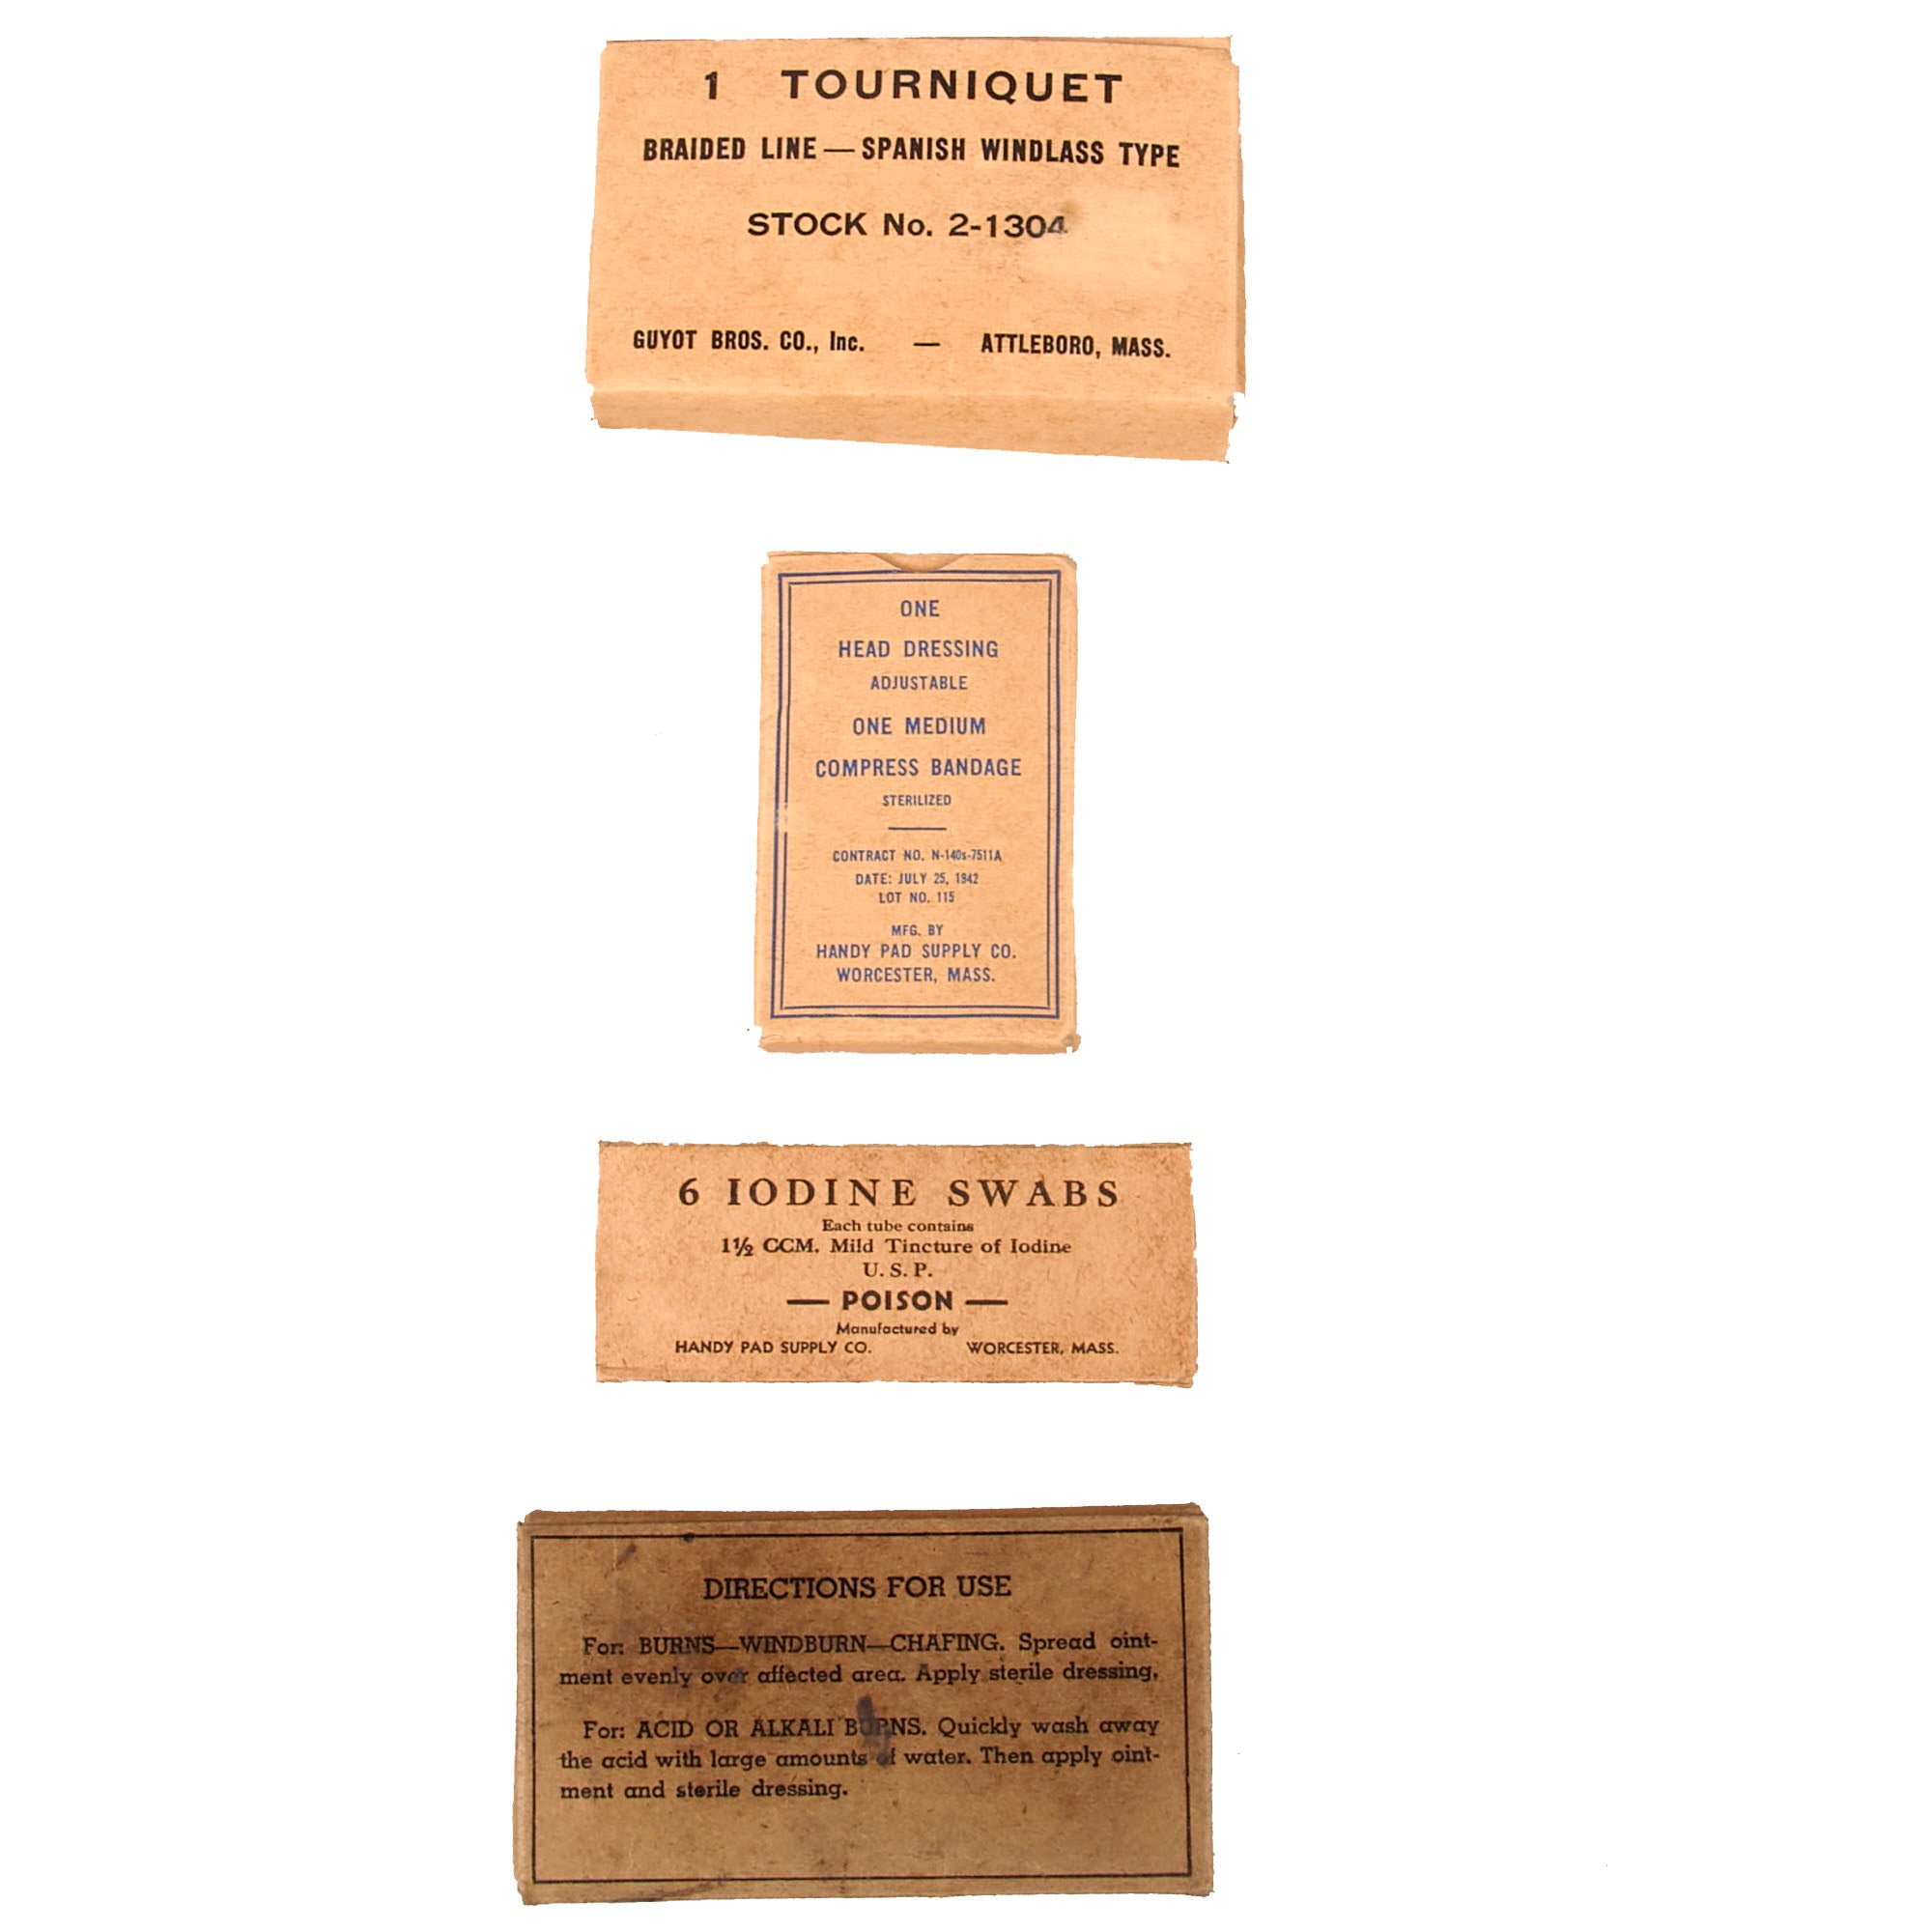 1 TOURNIQUET
BRAIDED LINE — SPANISH WINDLASS TYPE
STOCK No. 2-1304
GUYOT BROS. CO., Inc. — ATTLEBORO, MASS.
ONE
HEAD DRESSING
ADJUSTABLE
ONE MEDIUM
COMPRESS BANDAGE
STERILIZED
CONTRACT NO. N-140s-7511A
DATE: JULY 25, 1942
LOT NO. 115
MFG. BY
HANDY PAD SUPPLY CO.
WORCESTER, MASS.
6 IODINE SWABS
Each tube contains
1½ CCM. Mild Tincture of Iodine
U. S. P.
— POISON —
Manufactured by
HANDY PAD SUPPLY CO. WORCESTER, MASS.
DIRECTIONS FOR USE
For: BURNS—WINDBURN—CHAFING. Spread oint-
ment evenly over affected area. Apply sterile dressing.
For: ACID OR ALKALI BURNS. Quickly wash away
the acid with large amounts of water. Then apply oint-
ment and sterile dressing.